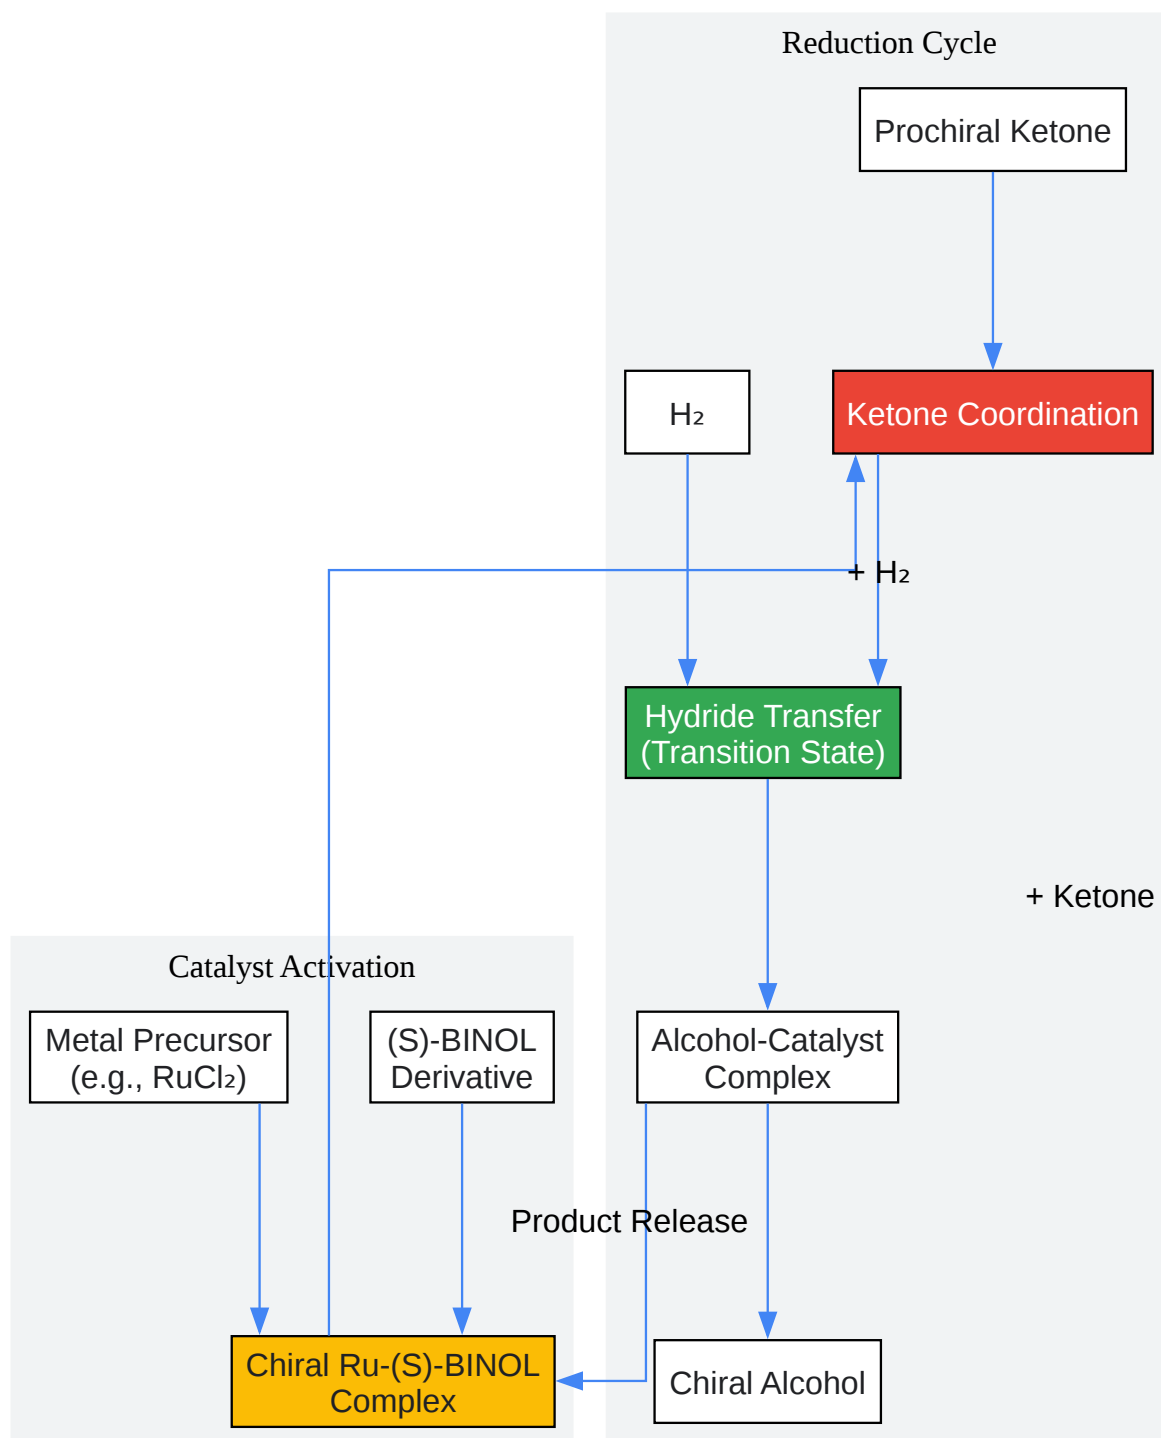 Reduction Cycle
Prochiral Ketone
H₂
Ketone Coordination
+ H₂
Hydride Transfer
(Transition State)
+ Ketone
Catalyst Activation
Metal Precursor
(e.g., RuCl₂)
(S)-BINOL
Derivative
Alcohol-Catalyst
Complex
Product Release
Chiral Ru-(S)-BINOL
Complex
Chiral Alcohol